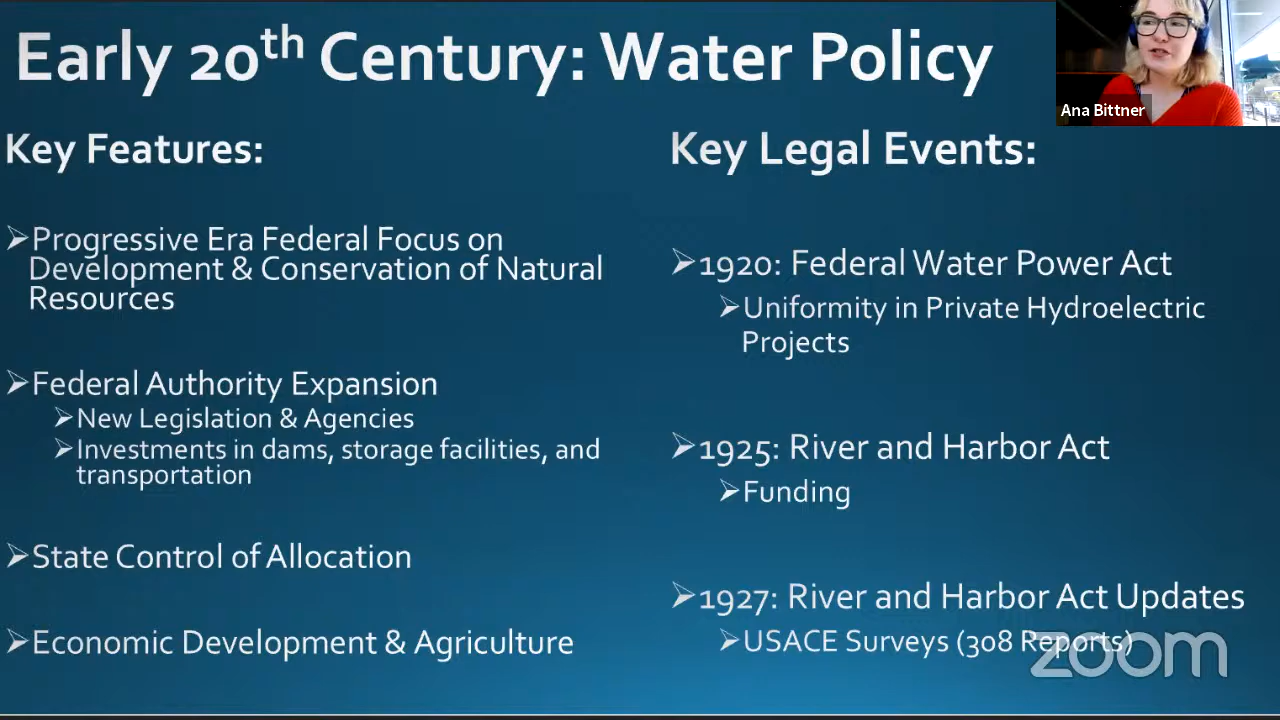 Early 20th Century: Water Policy
Ana Bittner
Key Features:
➢Progressive Era Federal Focus on
Development & Conservation of Natural
Resources
➢Federal Authority Expansion
➢New Legislation & Agencies
➢Investments in dams, storage facilities, and
transportation
➢State Control of Allocation
➢Economic Development & Agriculture
Key Legal Events:
➢1920: Federal Water Power Act
➢Uniformity in Private Hydroelectric
Projects
➢1925: River and Harbor Act
➢Funding
➢1927: River and Harbor Act Updates
➢USACE Surveys (308 Reports)
zoom